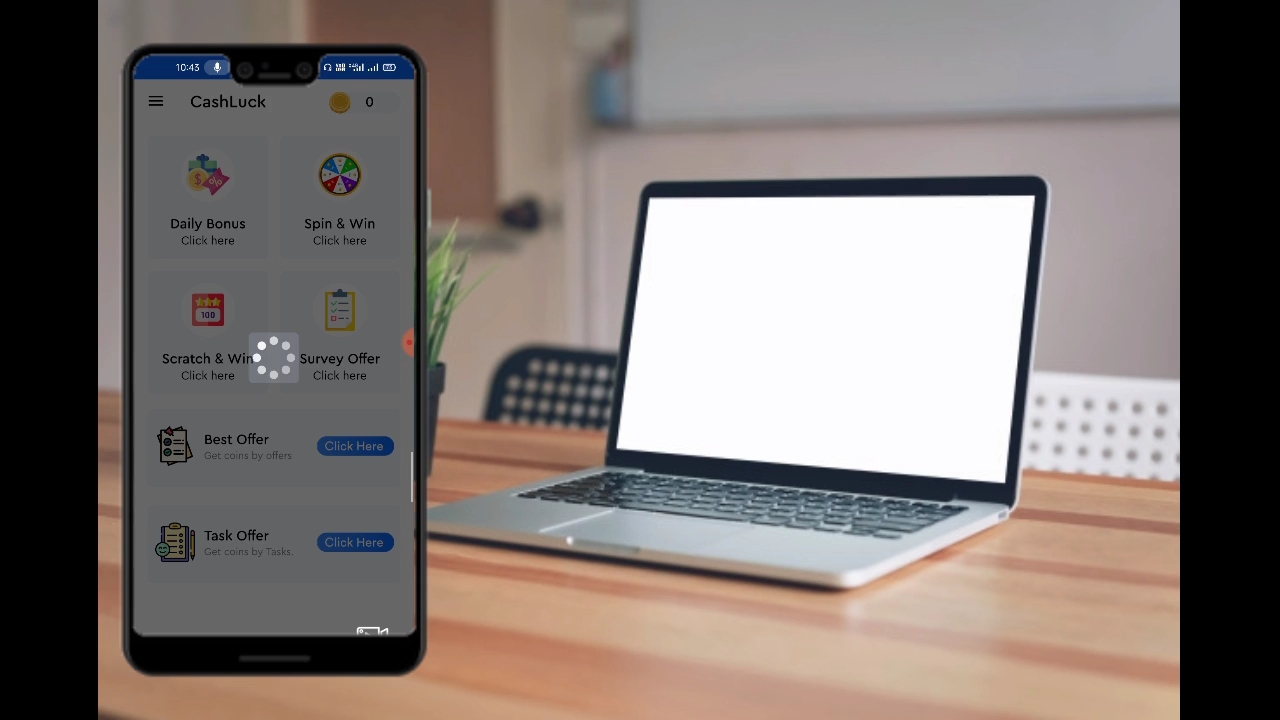 10:43
CashLuck
0
Daily Bonus
Click here
Spin & Win
Click here
100
Scratch & Win
Click here
Survey Offer
Click here
Best Offer
Get coins by offers
Click Here
Task Offer
Get coins by Tasks.
Click Here